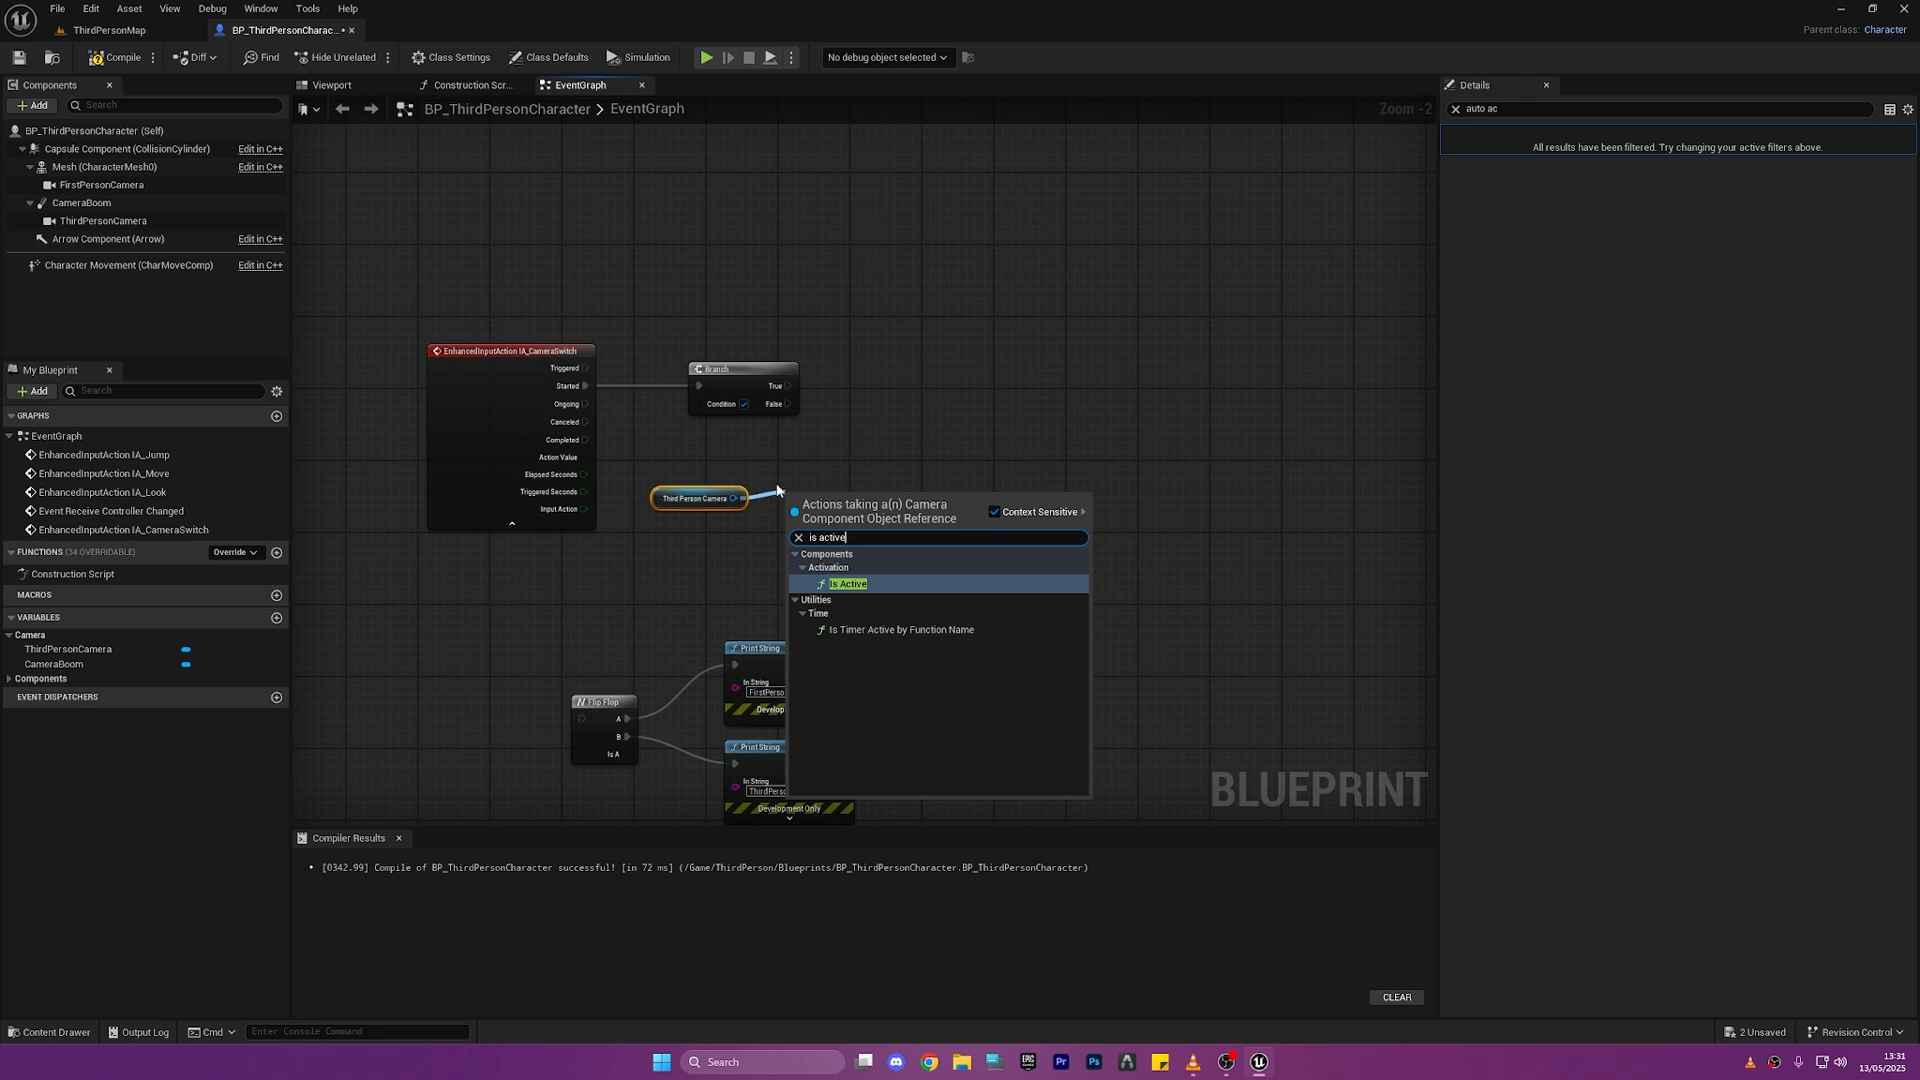 File Edit Asset View Debug Window Tools Help
ThirdPersonMap
BP_ThirdPersonCharac... •
Parent class: Character
Compile
Diff
Find
Hide Unrelated
Class Settings
Class Defaults
Simulation
No debug object selected
Components
Add
Search
BP_ThirdPersonCharacter (Self)
Capsule Component (CollisionCylinder) Edit in C++
Mesh (CharacterMesh0) Edit in C++
FirstPersonCamera
CameraBoom
ThirdPersonCamera
Arrow Component (Arrow) Edit in C++
Character Movement (CharMoveComp) Edit in C++
My Blueprint
Add
Search
GRAPHS
EventGraph
EnhancedInputAction IA_Jump
EnhancedInputAction IA_Move
EnhancedInputAction IA_Look
Event Receive Controller Changed
EnhancedInputAction IA_CameraSwitch
FUNCTIONS (34 OVERRIDABLE) Override
Construction Script
MACROS
VARIABLES
Camera
ThirdPersonCamera
CameraBoom
Components
EVENT DISPATCHERS
Viewport
Construction Scr...
EventGraph
BP_ThirdPersonCharacter > EventGraph
Zoom -2
EnhancedInputAction IA_CameraSwitch
Triggered
Started
Ongoing
Canceled
Completed
Action Value
Elapsed Seconds
Triggered Seconds
Input Action
Branch
True
Condition
False
Third Person Camera
Actions taking a(n) Camera
Component Object Reference
Context Sensitive
is active
Components
Activation
Is Active
Utilities
Time
Is Timer Active by Function Name
Flip Flop
A
B
Is A
Print String
In String
FirstPerso
Develop
Print String
In String
ThirdPerso
Development Only
BLUEPRINT
Compiler Results
• [0342.99] Compile of BP_ThirdPersonCharacter successful! [in 72 ms] (/Game/ThirdPerson/Blueprints/BP_ThirdPersonCharacter.BP_ThirdPersonCharacter)
CLEAR
Details
auto ac
All results have been filtered. Try changing your active filters above.
Content Drawer
Output Log
Cmd
Enter Console Command
2 Unsaved
Revision Control
Search
EPIC GAMES
Pr
Ps
13:31
13/05/2025